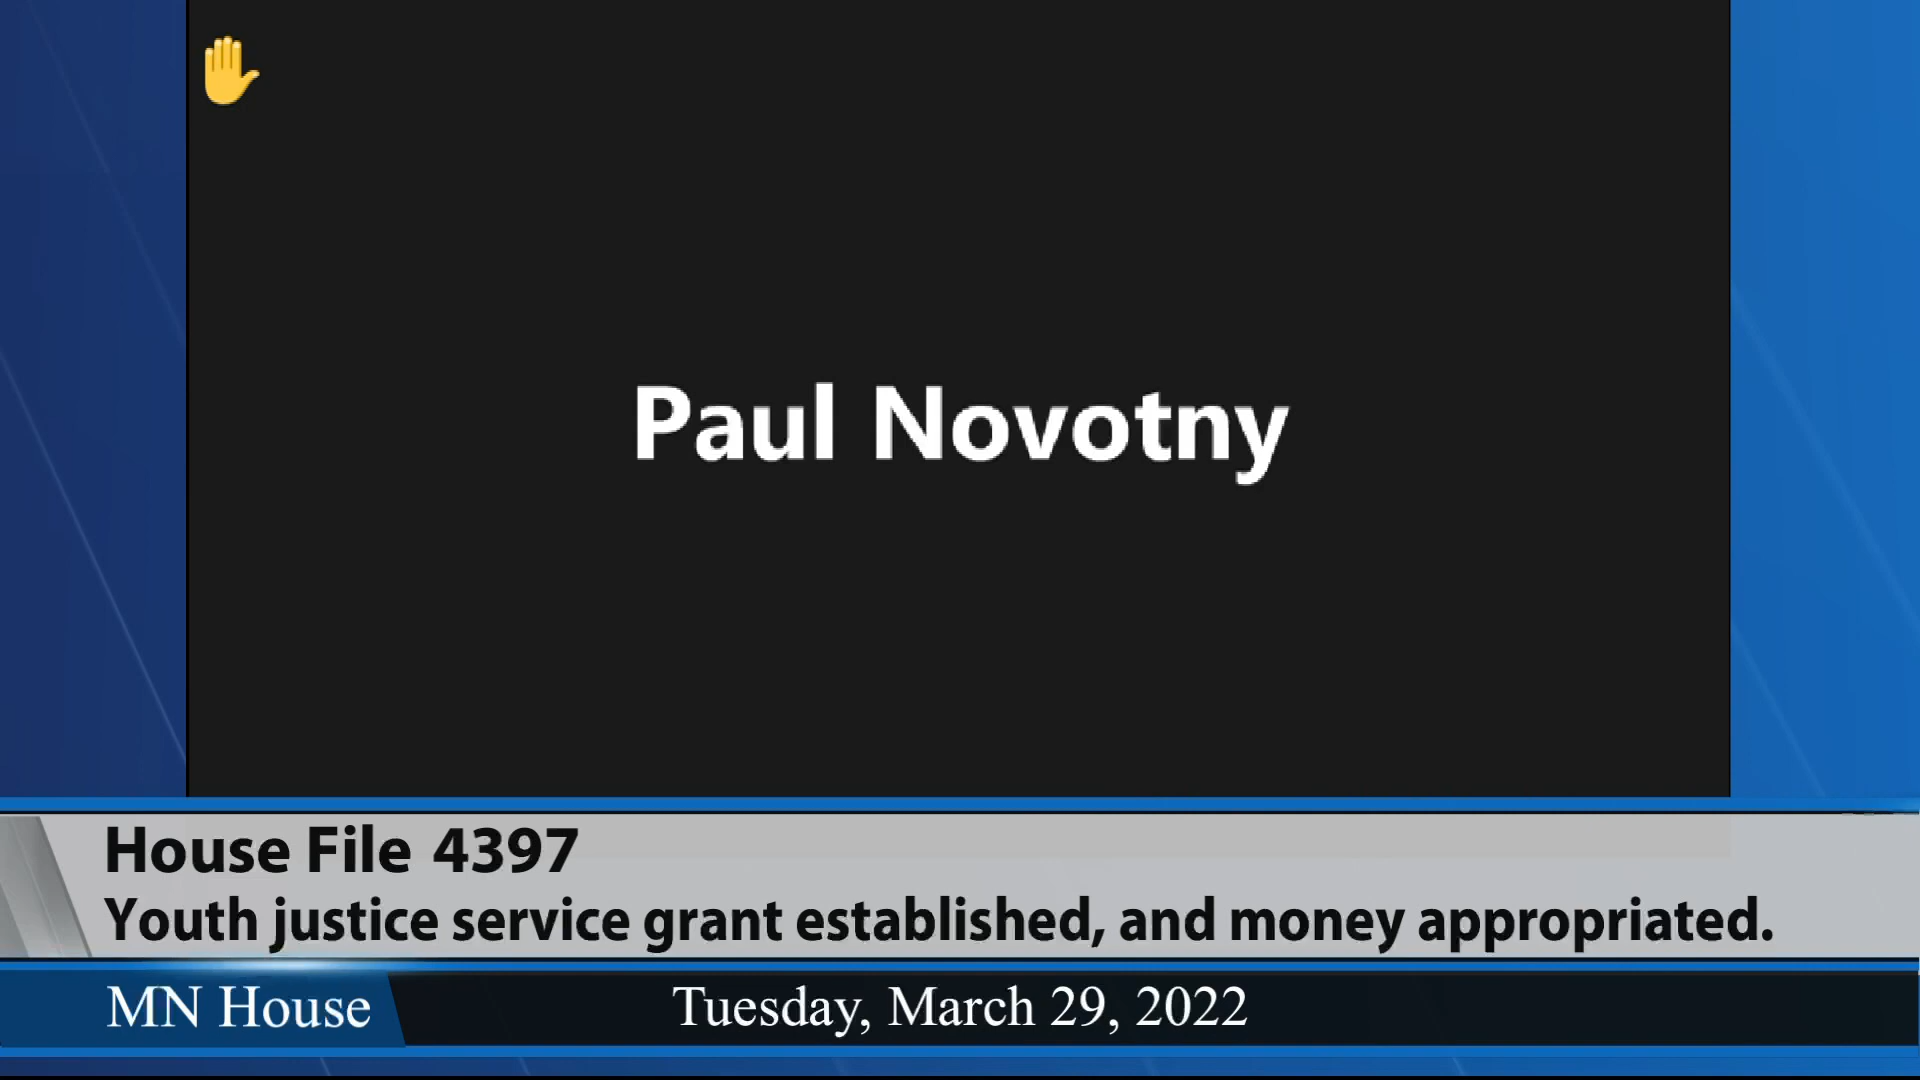 Paul Novotny
House File 4397
Youth justice service grant established, and money appropriated.
MN House
Tuesday, March 29, 2022